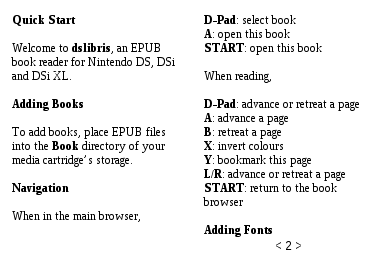 Quick Start
Welcome to dslibris, an EPUB
book reader for Nintendo DS, DSi
and DSi XL.
Adding Books
To add books, place EPUB files
into the Book directory of your
media cartridge's storage.
Navigation
When in the main browser,
D-Pad: select book
A: open this book
START: open this book
When reading,
D-Pad: advance or retreat a page
A: advance a page
B: retreat a page
X: invert colours
Y: bookmark this page
L/R: advance or retreat a page
START: return to the book
browser
Adding Fonts
< 2 >